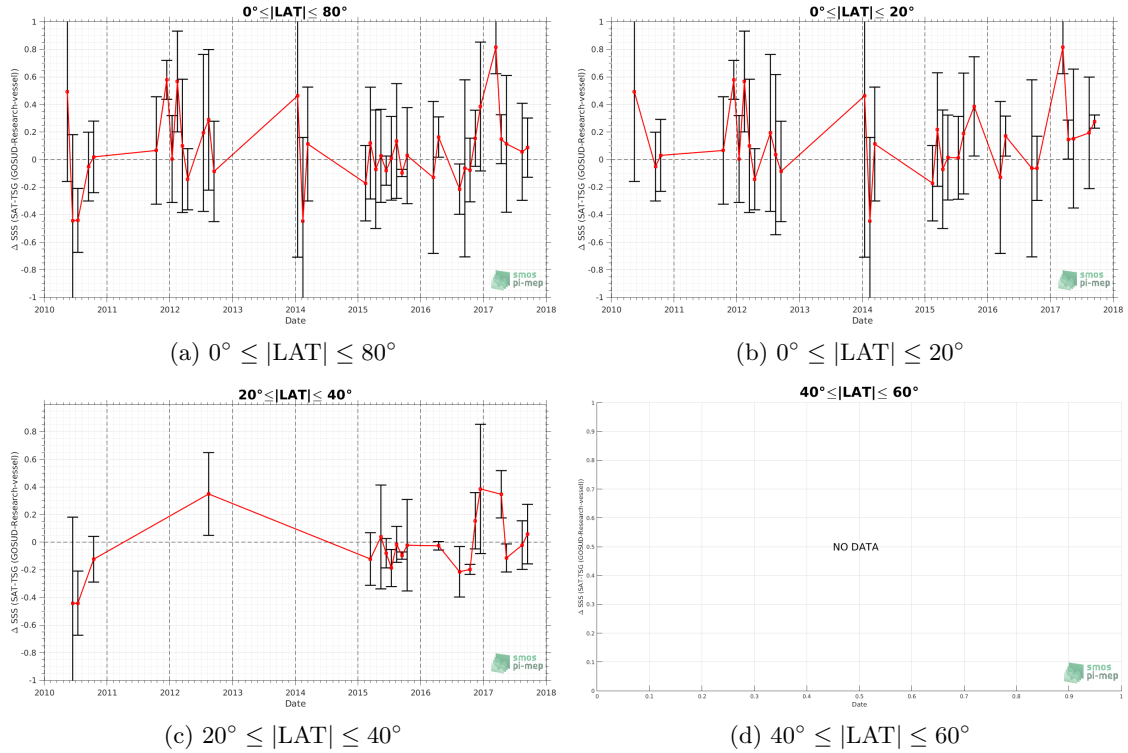 0°≤|LAT|≤ 80°
Δ SSS (SAT-TSG (GOSUD-Research-vessel))
1
0.8
0.6
0.4
0.2
0
-0.2
-0.4
-0.6
-0.8
-1
2010 2011 2012 2013 2014 2015 2016 2017 2018
Date
smos
pi-mep
(a) 0° ≤ |LAT| ≤ 80°
0°≤|LAT|≤ 20°
Δ SSS (SAT-TSG (GOSUD-Research-vessel))
1
0.8
0.6
0.4
0.2
0
-0.2
-0.4
-0.6
-0.8
-1
2010 2011 2012 2013 2014 2015 2016 2017 2018
Date
smos
pi-mep
(b) 0° ≤ |LAT| ≤ 20°
20°≤|LAT|≤ 40°
Δ SSS (SAT-TSG (GOSUD-Research-vessel))
0.8
0.6
0.4
0.2
0
-0.2
-0.4
-0.6
-0.8
-1
2010 2011 2012 2013 2014 2015 2016 2017 2018
Date
smos
pi-mep
(c) 20° ≤ |LAT| ≤ 40°
40°≤|LAT|≤ 60°
Δ SSS (SAT-TSG (GOSUD-Research-vessel))
1
0.9
0.8
0.7
0.6
0.5
0.4
0.3
0.2
0.1
0
NO DATA
0 0.1 0.2 0.3 0.4 0.5 0.6 0.7 0.8 0.9 1
Date
smos
pi-mep
(d) 40° ≤ |LAT| ≤ 60°